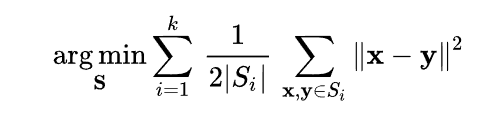 arg min_S ∑_{i=1}^{k} 1/(2|S_i|) ∑_{x,y∈S_i} ‖x − y‖²